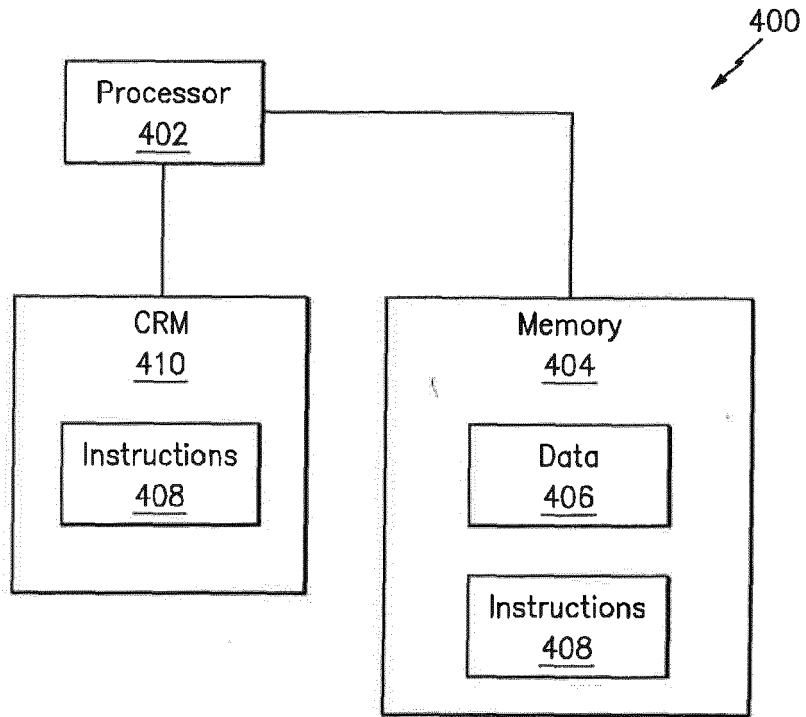 400
Processor
402
CRM
410
Instructions
408
Memory
404
Data
406
Instructions
408